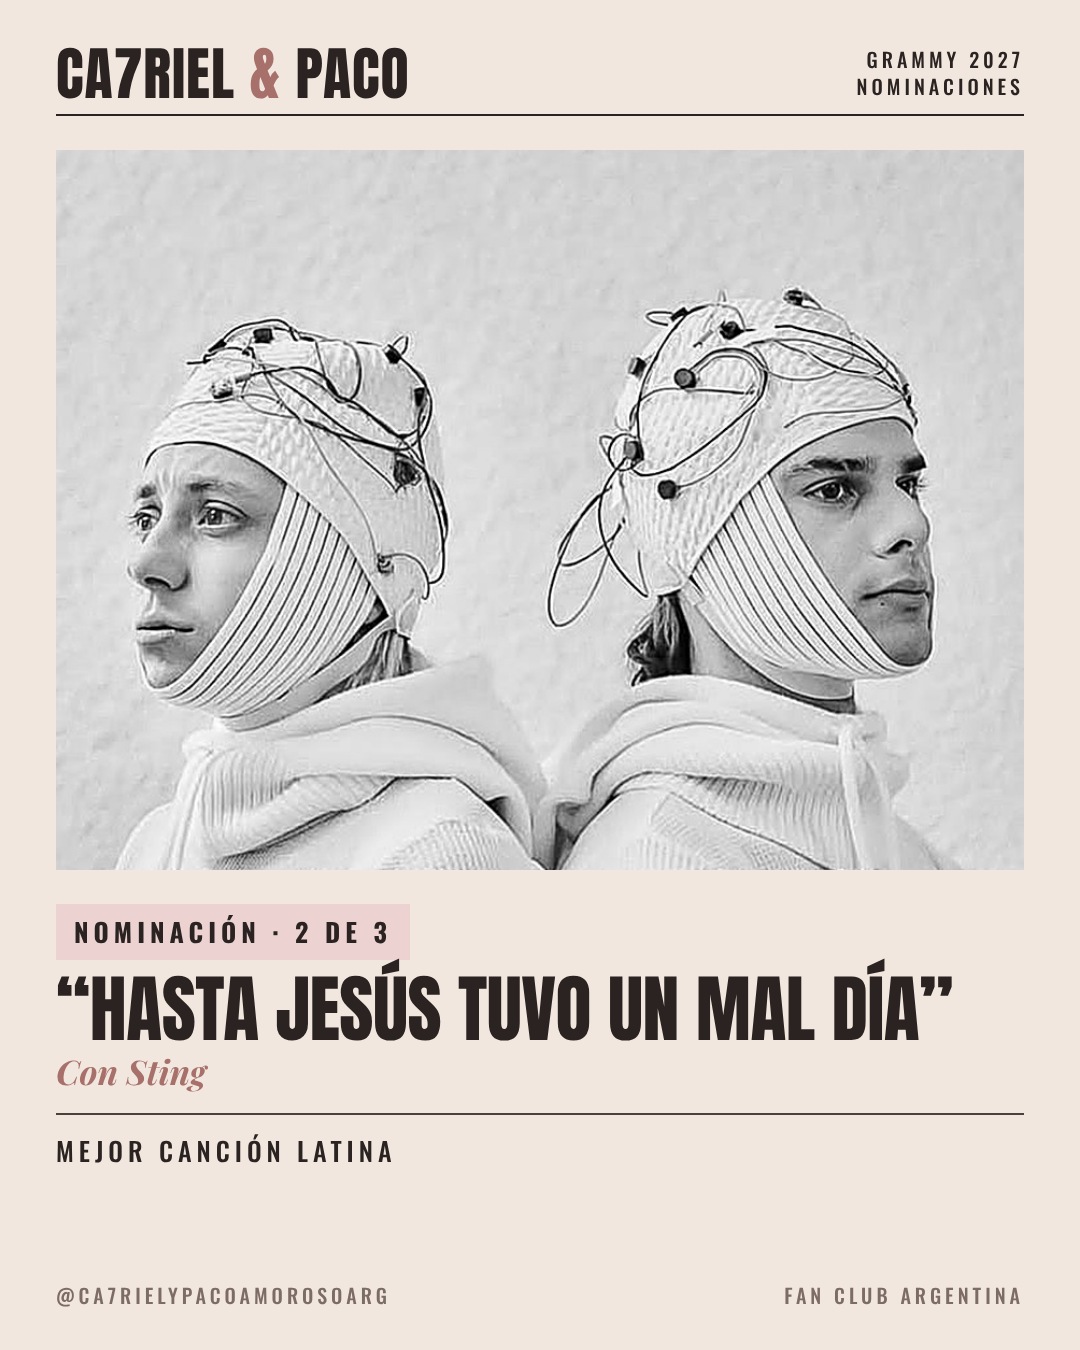 CA7RIEL & PACO
GRAMMY 2027
NOMINACIONES
NOMINACIÓN · 2 DE 3
“HASTA JESÚS TUVO UN MAL DÍA”
Con Sting
MEJOR CANCIÓN LATINA
@CA7RIELYPACOAMOROSOARG
FAN CLUB ARGENTINA